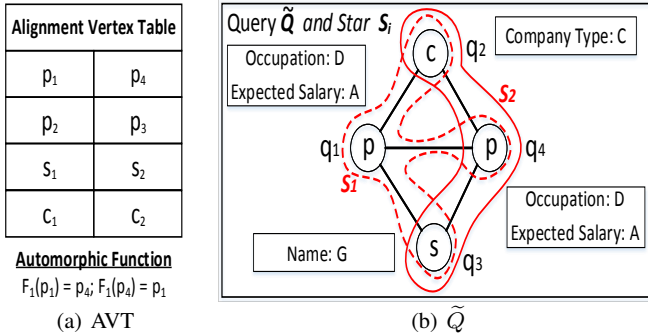 Alignment Vertex Table
p1 p4
p2 p3
s1 s2
c1 c2
Automorphic Function
F1(p1) = p4; F1(p4) = p1
(a) AVT
Query Q̃ and Star Si
Occupation: D
Expected Salary: A
c
q2
Company Type: C
S2
q1
p
p
q4
S1
Occupation: D
Expected Salary: A
Name: G
s
q3
(b) Q̃